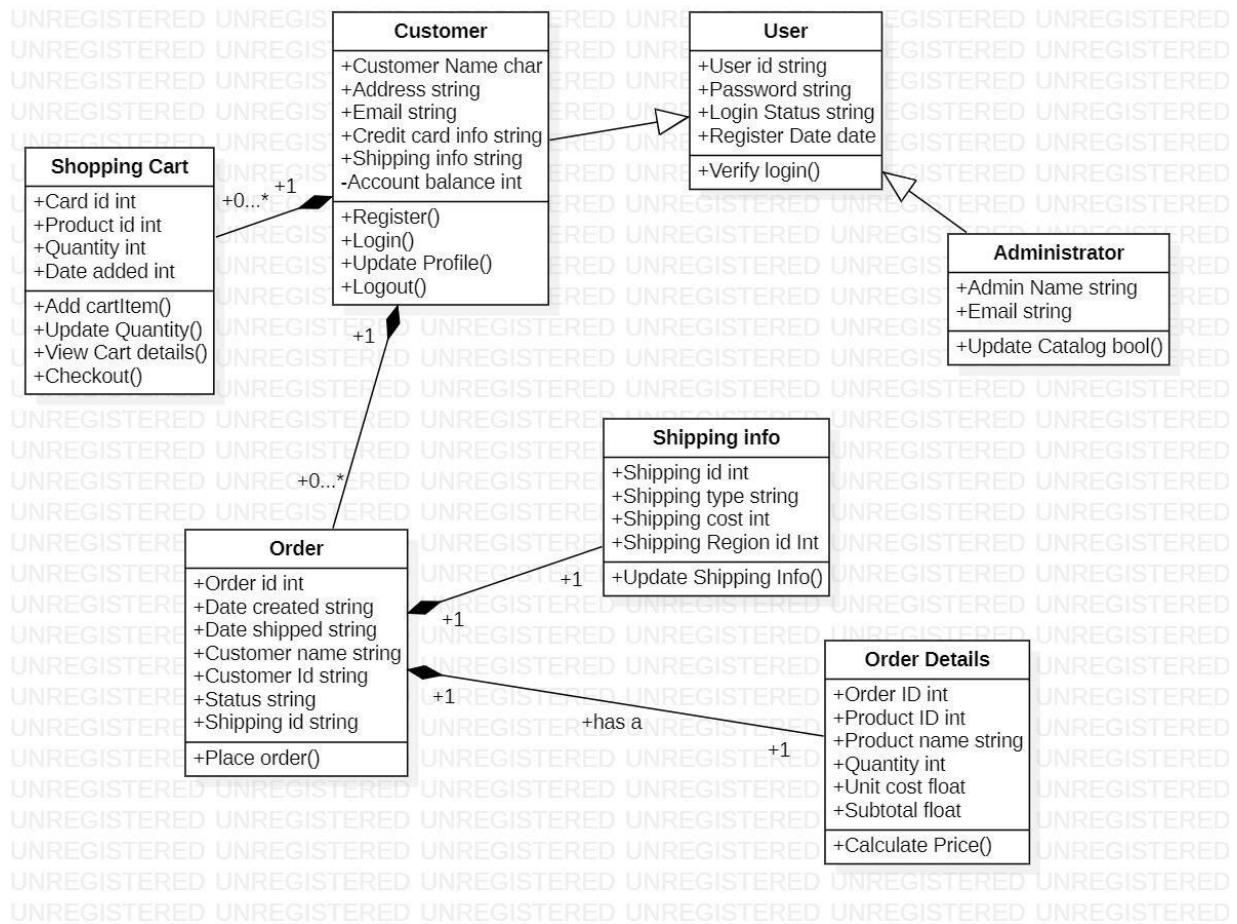 Customer
+Customer Name char
+Address string
+Email string
+Credit card info string
+Shipping info string
-Account balance int
+Register()
+Login()
+Update Profile()
+Logout()
User
+User id string
+Password string
+Login Status string
+Register Date date
+Verify login()
Shopping Cart
+Card id int
+Product id int
+Quantity int
+Date added int
+Add cartItem()
+Update Quantity()
+View Cart details()
+Checkout()
+0...*
+1
Administrator
+Admin Name string
+Email string
+Update Catalog bool()
+1
+0...*
Shipping info
+Shipping id int
+Shipping type string
+Shipping cost int
+Shipping Region id Int
+Update Shipping Info()
Order
+Order id int
+Date created string
+Date shipped string
+Customer name string
+Customer Id string
+Status string
+Shipping id string
+Place order()
+1
+1
+1
+has a
+1
Order Details
+Order ID int
+Product ID int
+Product name string
+Quantity int
+Unit cost float
+Subtotal float
+Calculate Price()
UNREGISTERED